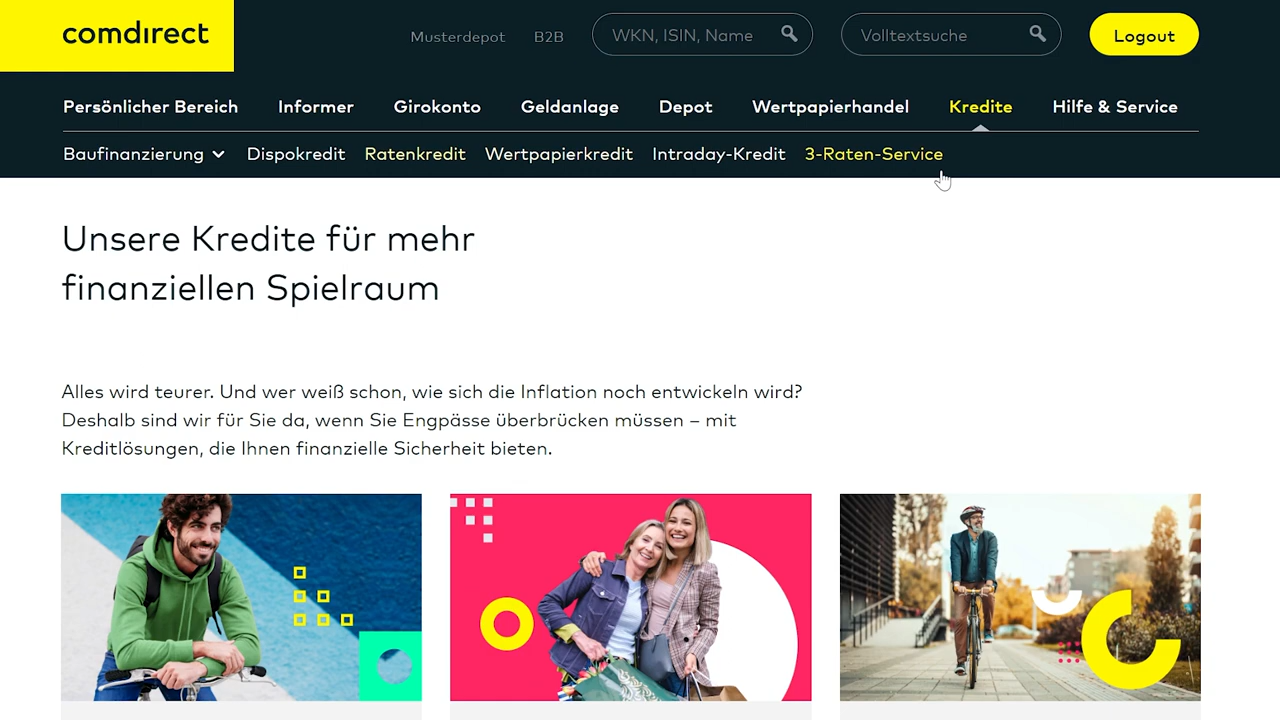 comdirect
Musterdepot B2B WKN, ISIN, Name Volltextsuche Logout
Persönlicher Bereich Informer Girokonto Geldanlage Depot Wertpapierhandel Kredite Hilfe & Service
Baufinanzierung Dispokredit Ratenkredit Wertpapierkredit Intraday-Kredit 3-Raten-Service
Unsere Kredite für mehr
finanziellen Spielraum
Alles wird teurer. Und wer weiß schon, wie sich die Inflation noch entwickeln wird?
Deshalb sind wir für Sie da, wenn Sie Engpässe überbrücken müssen – mit
Kreditlösungen, die Ihnen finanzielle Sicherheit bieten.